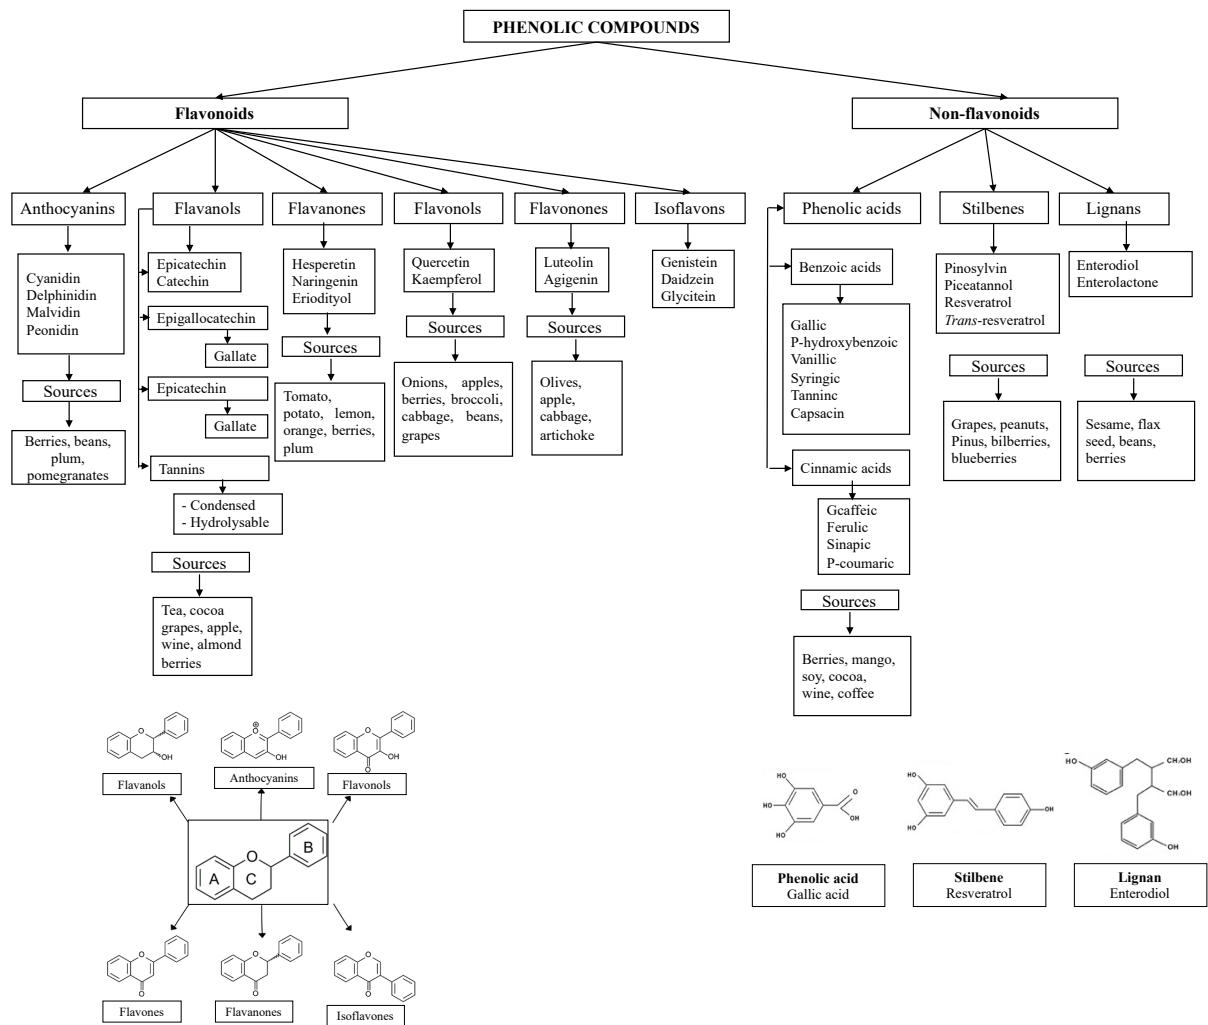 PHENOLIC COMPOUNDS
Flavonoids
Non-flavonoids
Anthocyanins
Flavanols
Flavanones
Flavonols
Flavonones
Isoflavons
Phenolic acids
Stilbenes
Lignans
Cyanidin
Delphinidin
Malvidin
Peonidin
Sources
Berries, beans,
plum,
pomegranates
Epicatechin
Catechin
Epigallocatechin
Gallate
Epicatechin
Gallate
Tannins
- Condensed
- Hydrolysable
Sources
Tea, cocoa
grapes, apple,
wine, almond
berries
Hesperetin
Naringenin
Eriodityol
Sources
Tomato,
potato, lemon,
orange, berries,
plum
Quercetin
Kaempferol
Sources
Onions, apples,
berries, broccoli,
cabbage, beans,
grapes
Luteolin
Agigenin
Sources
Olives,
apple,
cabbage,
artichoke
Genistein
Daidzein
Glycitein
Benzoic acids
Gallic
P-hydroxybenzoic
Vanillic
Syringic
Tanninc
Capsacin
Cinnamic acids
Gcaffeic
Ferulic
Sinapic
P-coumaric
Sources
Berries, mango,
soy, cocoa,
wine, coffee
Pinosylvin
Piceatannol
Resveratrol
Trans-resveratrol
Sources
Grapes, peanuts,
Pinus, bilberries,
blueberries
Enterodiol
Enterolactone
Sources
Sesame, flax
seed, beans,
berries
O
OH
Flavanols
O
⊕
OH
Anthocyanins
O
OH
O
Flavonols
A
C
O
B
O
O
Flavones
O
O
Flavanones
O
O
Isoflavones
HO
HO
HO
O
OH
Phenolic acid
Gallic acid
HO
HO
OH
Stilbene
Resveratrol
HO
CH₂OH
CH₂OH
OH
Lignan
Enterodiol